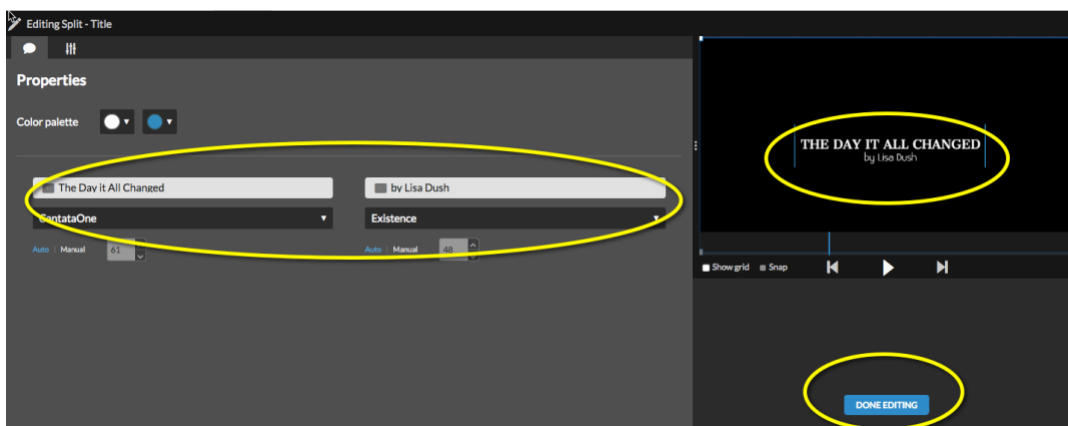 Editing Split - Title
Properties
Color palette
The Day it All Changed
by Lisa Dush
CantataOne
Existence
Auto | Manual 61
Auto | Manual 48
THE DAY IT ALL CHANGED
by Lisa Dush
Show grid Snap
DONE EDITING